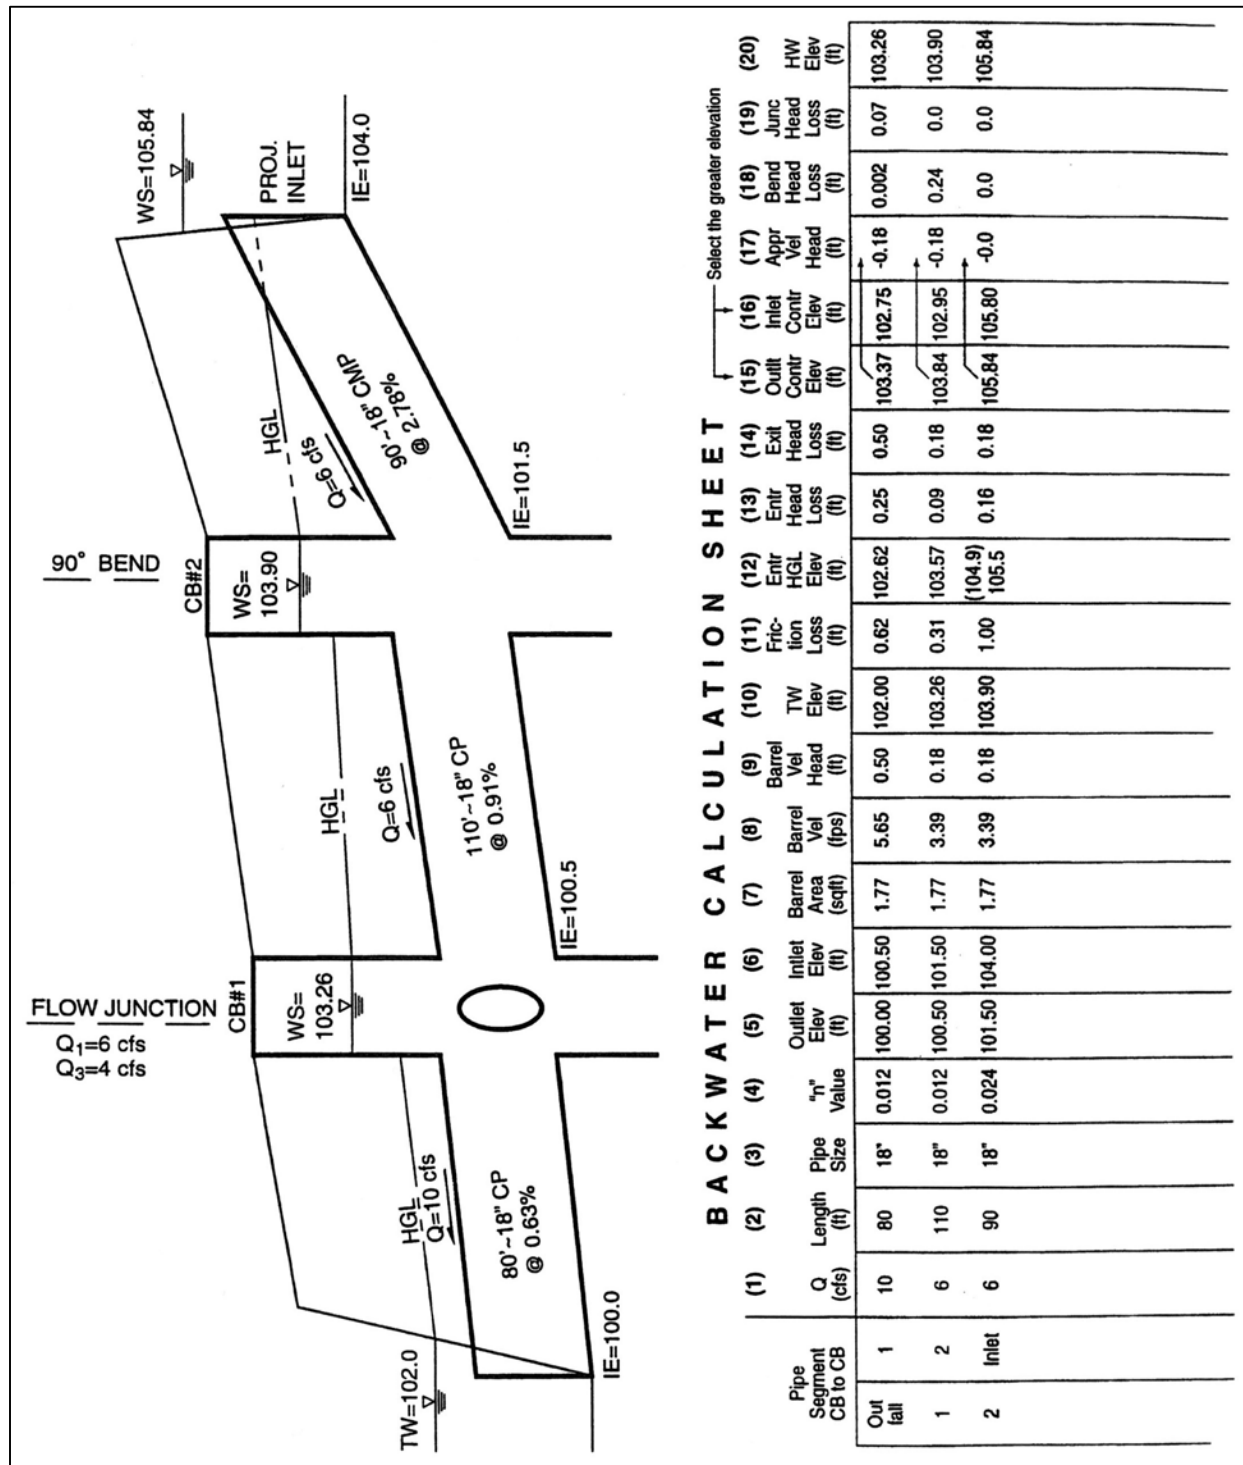 FLOW JUNCTION
Q1=6 cfs
Q3=4 cfs
CB#1
WS=
103.26
90° BEND
CB#2
WS=
103.90
WS=105.84
PROJ.
INLET
IE=104.0
TW=102.0
HGL
Q=10 cfs
80'~18" CP
@ 0.63%
IE=100.0
HGL
Q=6 cfs
110'~18" CP
@ 0.91%
IE=100.5
HGL
Q=6 cfs
90'~18" CMP
@ 2.78%
IE=101.5
BACKWATER CALCULATION SHEET
Select the greater elevation
(1) (2) (3) (4) (5) (6) (7) (8) (9) (10) (11) (12) (13) (14) (15) (16) (17) (18) (19) (20)
Pipe Outlet Intlet Barrel Barrel Barrel TW Fric- Entr Entr Exit Outlt Inlet Appr Bend Junc HW
Segment Q Length Pipe "n" Elev Elev Area Vel Vel Elev tion HGL Head Head Contr Contr Vel Head Head Elev
CB to CB (cfs) (ft) Size Value (ft) (ft) (sqft) (fps) Head (ft) Loss Elev Loss Loss Elev Elev Head Loss Loss (ft)
(ft) (ft) (ft) (ft) (ft) (ft) (ft) (ft) (ft) (ft)
Out 1 10 80 18" 0.012 100.00 100.50 1.77 5.65 0.50 102.00 0.62 102.62 0.25 0.50 103.37 102.75 -0.18 0.002 0.07 103.26
fall
1 2 6 110 18" 0.012 100.50 101.50 1.77 3.39 0.18 103.26 0.31 103.57 0.09 0.18 103.84 102.95 -0.18 0.24 0.0 103.90
(104.9)
2 Inlet 6 90 18" 0.024 101.50 104.00 1.77 3.39 0.18 103.90 1.00 105.5 0.16 0.18 105.84 105.80 -0.0 0.0 0.0 105.84